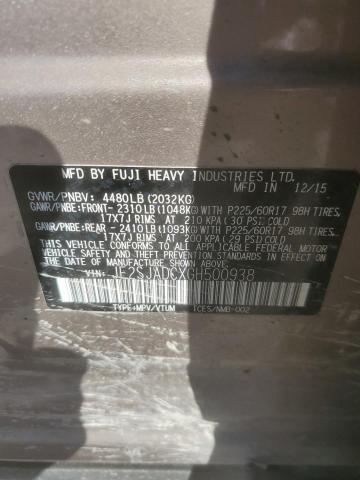 MFD BY FUJI HEAVY INDUSTRIES LTD.
MFD. IN 12/15
GVWR/PNBV: 4480LB (2032KG)
GAWR/PNBE:FRONT-2310LB(1048KG)WITH P225/60R17 98H TIRES,
17X7J RIMS AT 210 KPA(30 PSI)COLD
GAWR/PNBE:REAR -2410LB(1093KG)WITH P225/60R17 98H TIRES,
17X7J RIMS AT 200 KPA(29 PSI)COLD
THIS VEHICLE CONFORMS TO ALL APPLICABLE FEDERAL
MOTOR VEHICLE SAFETY AND BUMPER STANDARDS IN EFFECT
ON THE DATE OF MANUFACTURE SHOWN ABOVE.
VIN:
TYPE:MPV/VTUM ICES/NMB-002